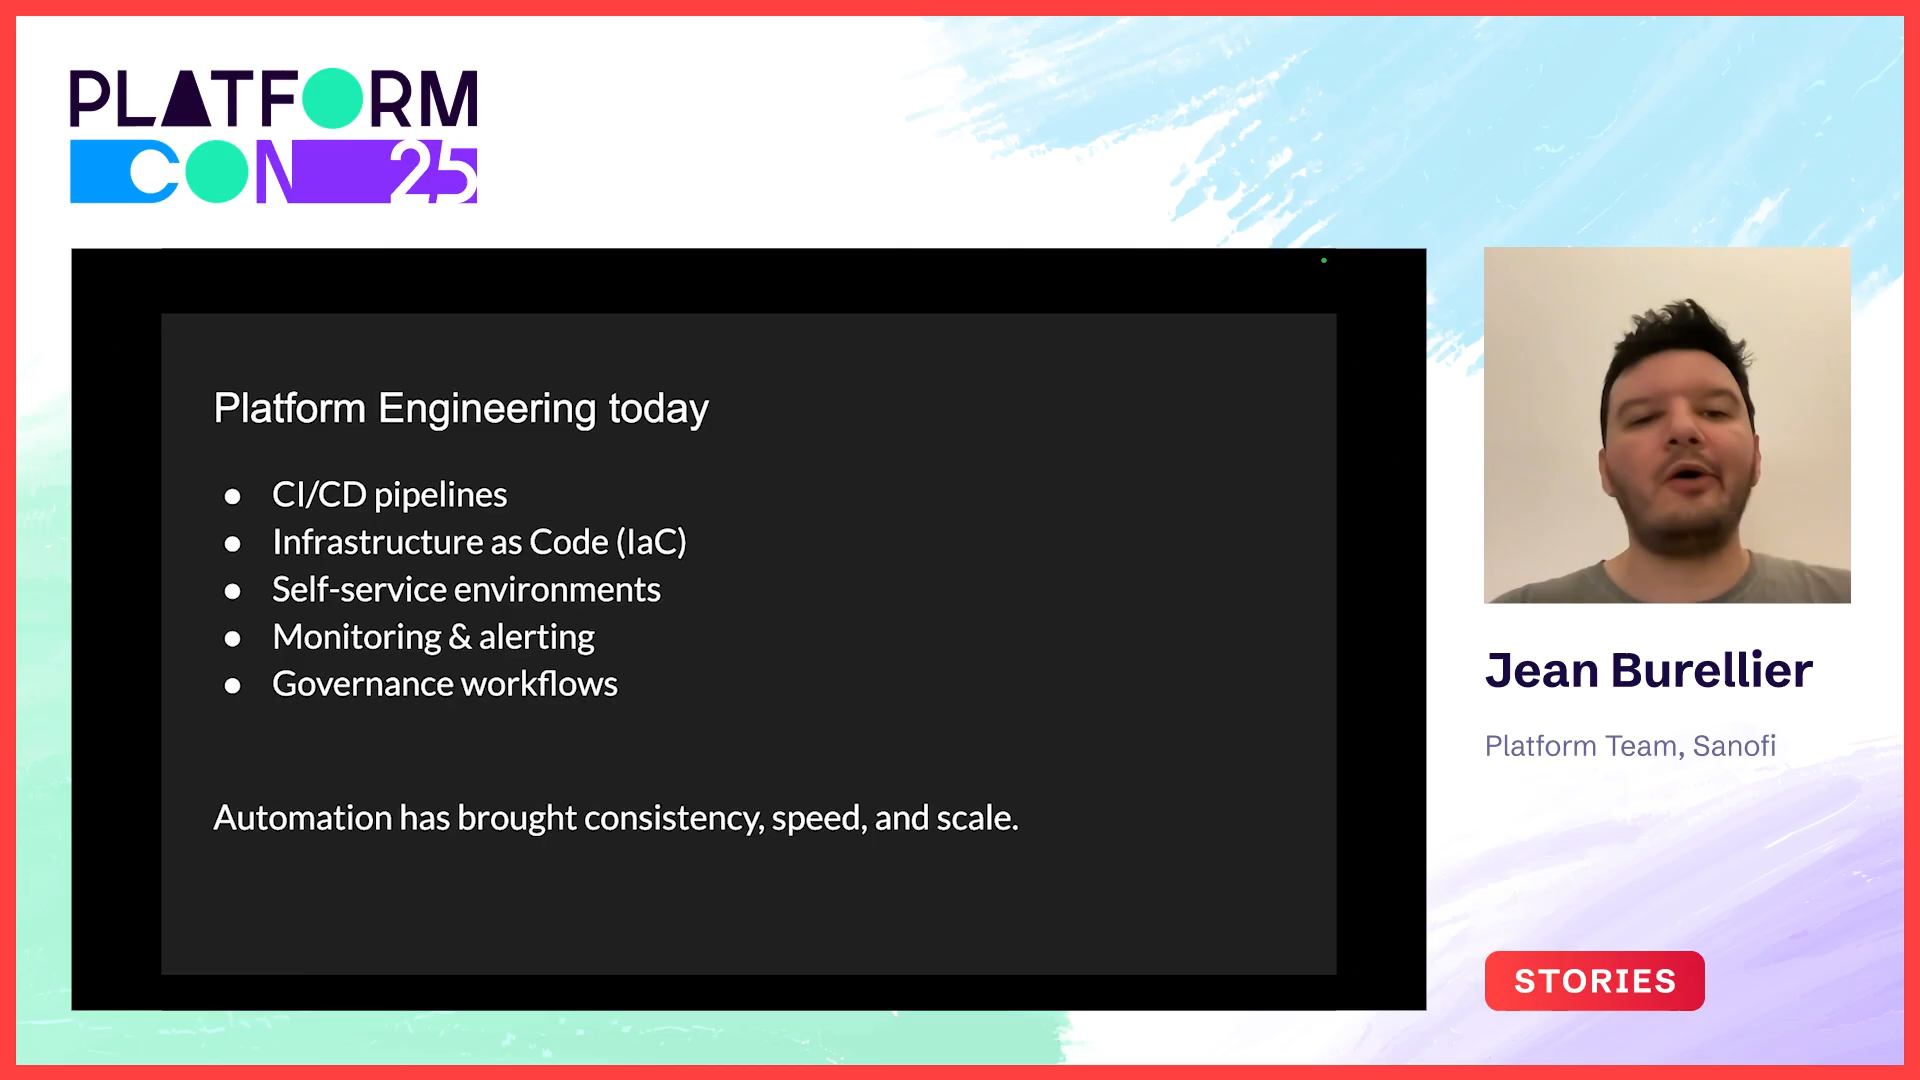 PLATFORM
CON 25
Platform Engineering today
● CI/CD pipelines
● Infrastructure as Code (IaC)
● Self-service environments
● Monitoring & alerting
● Governance workflows
Automation has brought consistency, speed, and scale.
Jean Burellier
Platform Team, Sanofi
STORIES